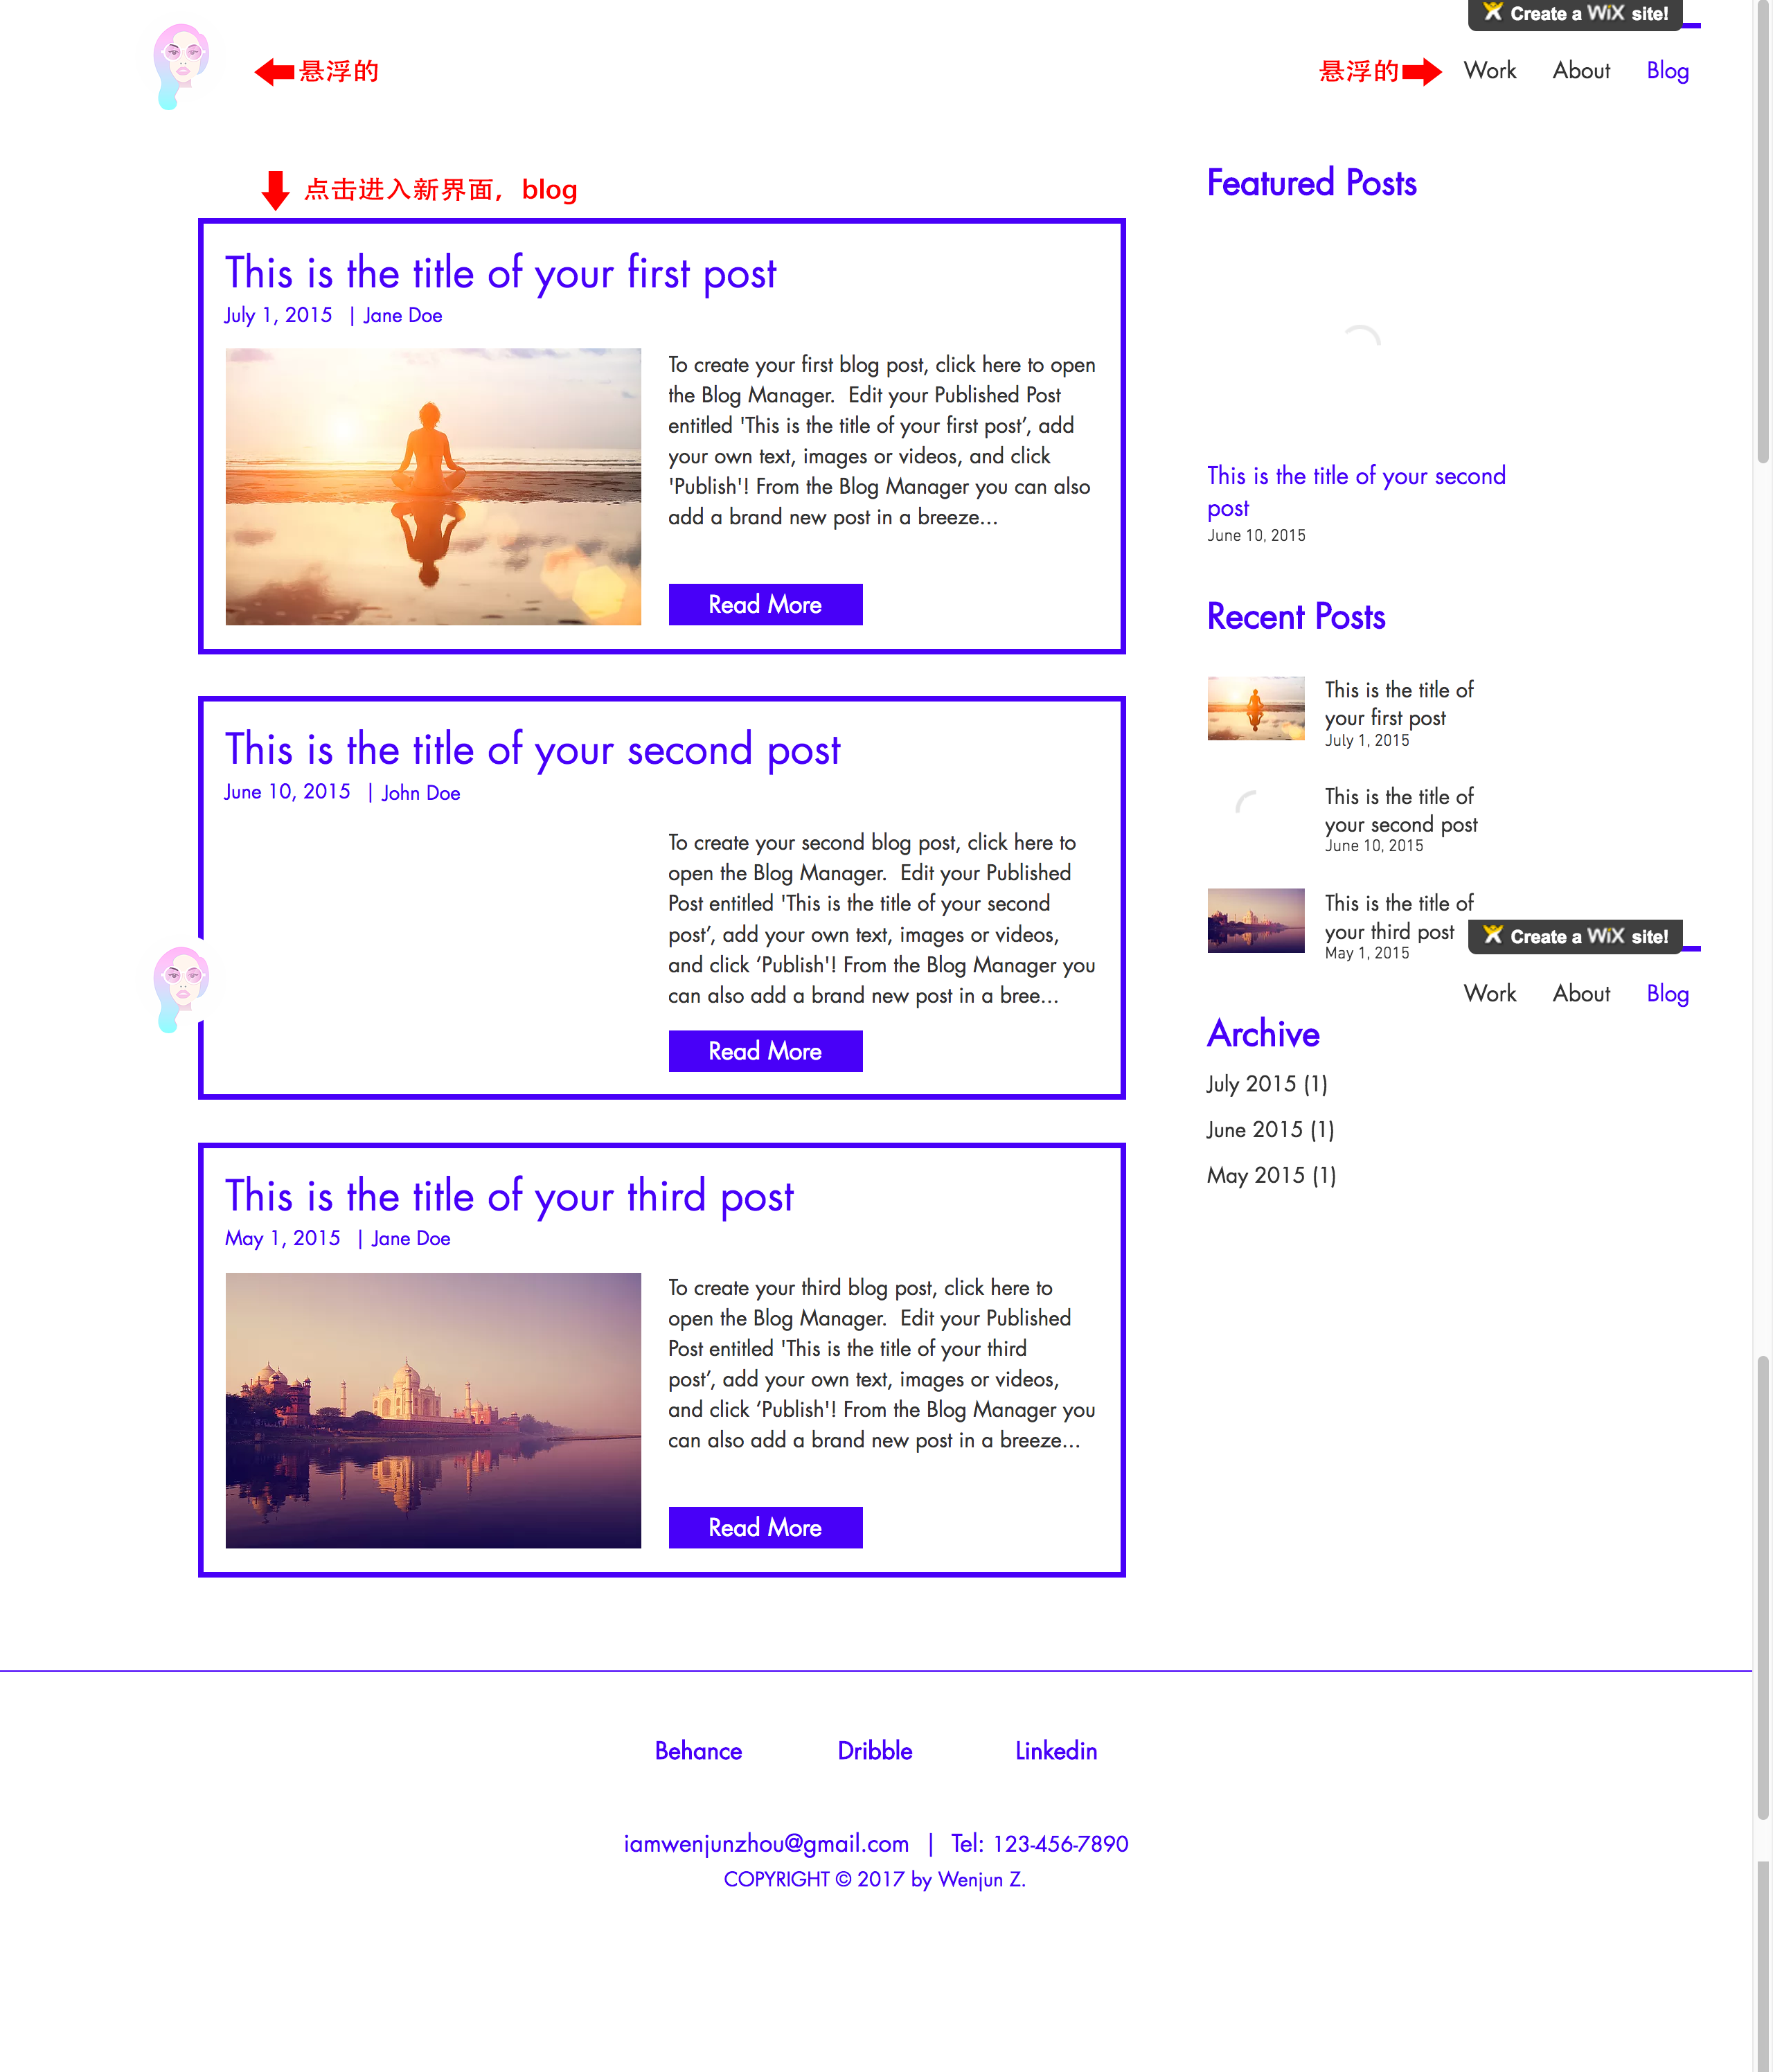 Create a WiX site!
悬浮的
悬浮的
Work
About
Blog
点击进入新界面，blog
This is the title of your first post
July 1, 2015 | Jane Doe
To create your first blog post, click here to open
the Blog Manager.  Edit your Published Post
entitled 'This is the title of your first post’, add
your own text, images or videos, and click
'Publish'! From the Blog Manager you can also
add a brand new post in a breeze...
Read More
This is the title of your second post
June 10, 2015 | John Doe
To create your second blog post, click here to
open the Blog Manager.  Edit your Published
Post entitled 'This is the title of your second
post’, add your own text, images or videos,
and click ‘Publish'! From the Blog Manager you
can also add a brand new post in a bree...
Read More
This is the title of your third post
May 1, 2015 | Jane Doe
To create your third blog post, click here to
open the Blog Manager.  Edit your Published
Post entitled 'This is the title of your third
post’, add your own text, images or videos,
and click ‘Publish'! From the Blog Manager you
can also add a brand new post in a breeze...
Read More
Featured Posts
This is the title of your second
post
June 10, 2015
Recent Posts
This is the title of
your first post
July 1, 2015
This is the title of
your second post
June 10, 2015
This is the title of
your third post
May 1, 2015
Create a WiX site!
Work
About
Blog
Archive
July 2015 (1)
June 2015 (1)
May 2015 (1)
Behance
Dribble
Linkedin
iamwenjunzhou@gmail.com | Tel: 123-456-7890
COPYRIGHT © 2017 by Wenjun Z.